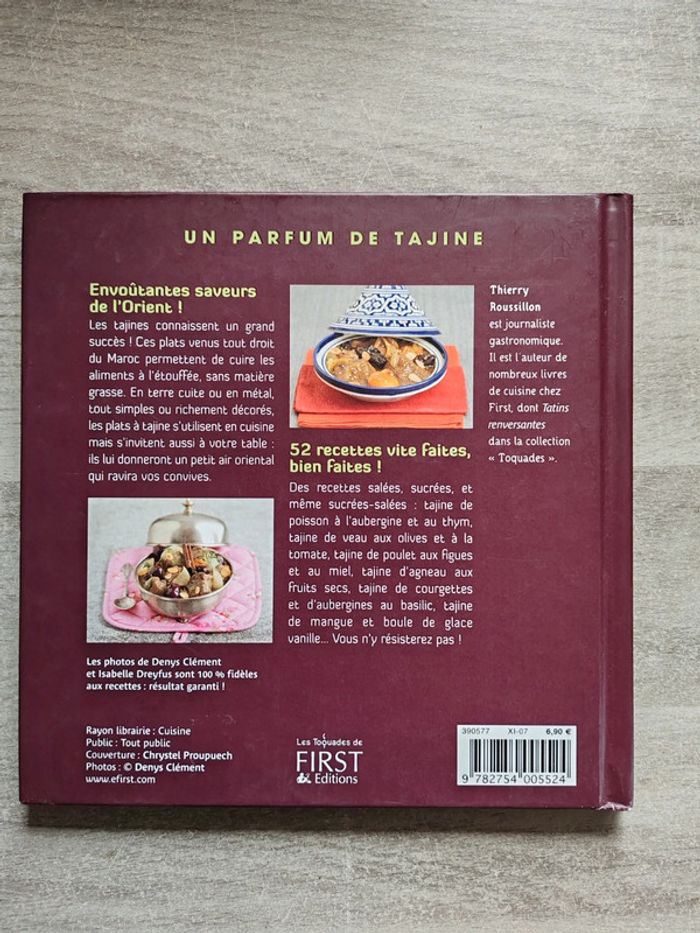 UN PARFUM DE TAJINE
Envoûtantes saveurs
de l'Orient !
Les tajines connaissent un grand
succès ! Ces plats venus tout droit
du Maroc permettent de cuire les
aliments à l'étouffée, sans matière
grasse. En terre cuite ou en métal,
tout simples ou richement décorés,
les plats à tajine s'utilisent en cuisine
mais s'invitent aussi à votre table :
ils lui donneront un petit air oriental
qui ravira vos convives.
Les photos de Denys Clément
et Isabelle Dreyfus sont 100 % fidèles
aux recettes : résultat garanti !
52 recettes vite faites,
bien faites !
Des recettes salées, sucrées, et
même sucrées-salées : tajine de
poisson à l'aubergine et au thym,
tajine de veau aux olives et à la
tomate, tajine de poulet aux figues
et au miel, tajine d'agneau aux
fruits secs, tajine de courgettes
et d'aubergines au basilic, tajine
de mangue et boule de glace
vanille... Vous n'y résisterez pas !
Thierry
Roussillon
est journaliste
gastronomique.
Il est l'auteur de
nombreux livres
de cuisine chez
First, dont Tatins
renversantes
dans la collection
« Toquades ».
Rayon librairie : Cuisine
Public : Tout public
Couverture : Chrystel Proupuech
Photos : © Denys Clément
www.efirst.com
Les Toquades de
FIRST
Editions
390577 XI-07 6,90 €
9 782754 005524